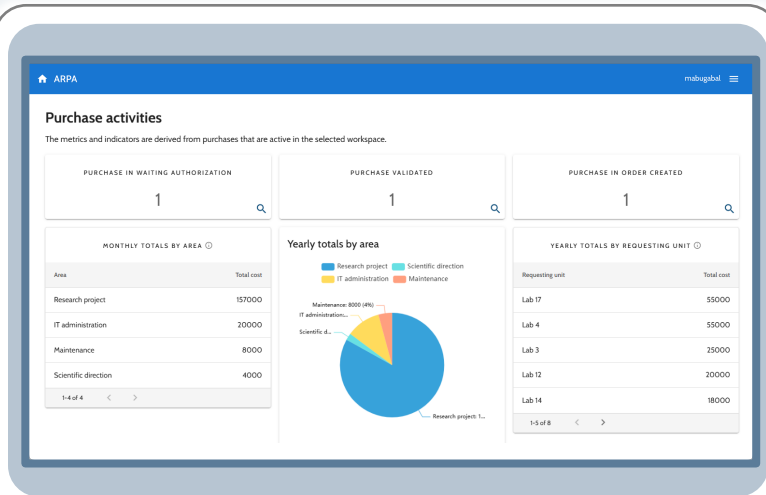 ARPA
mabugabal
Purchase activities
The metrics and indicators are derived from purchases that are active in the selected workspace.
PURCHASE IN WAITING AUTHORIZATION
1
PURCHASE VALIDATED
1
PURCHASE IN ORDER CREATED
1
MONTHLY TOTALS BY AREA
Area Total cost
Research project 157000
IT administration 20000
Maintenance 8000
Scientific direction 4000
1-4 of 4
Yearly totals by area
Research project Scientific direction
IT administration Maintenance
Maintenance: 8000 (4%)
IT administration:...
Scientific d...
Research project: 1...
YEARLY TOTALS BY REQUESTING UNIT
Requesting unit Total cost
Lab 17 55000
Lab 4 55000
Lab 3 25000
Lab 12 20000
Lab 14 18000
1-5 of 8